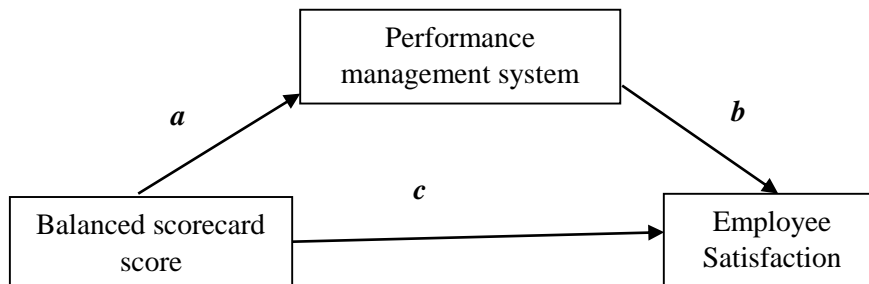 Performance
management system
a
b
c
Balanced scorecard
score
Employee
Satisfaction